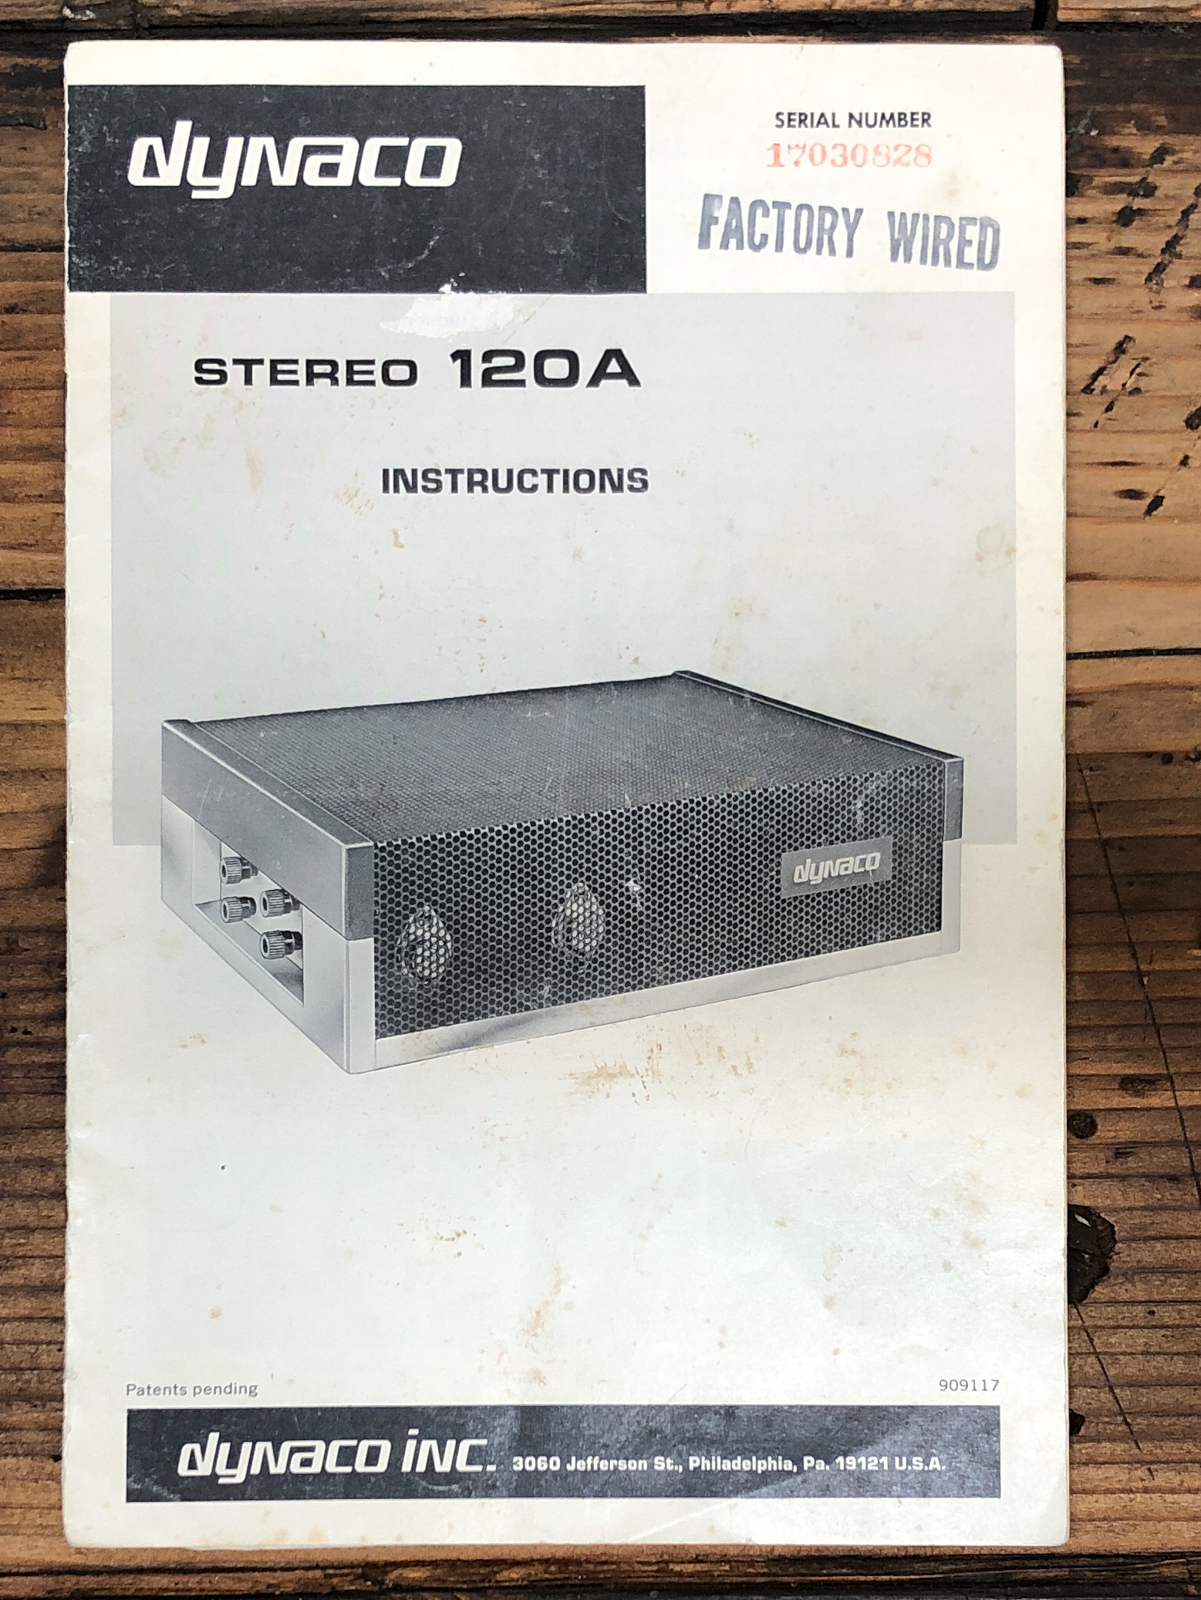 dynaco
SERIAL NUMBER
17030828
FACTORY WIRED
STEREO 120A
INSTRUCTIONS
dynaco
Patents pending
909117
dynaco inc. 3060 Jefferson St., Philadelphia, Pa. 19121 U.S.A.